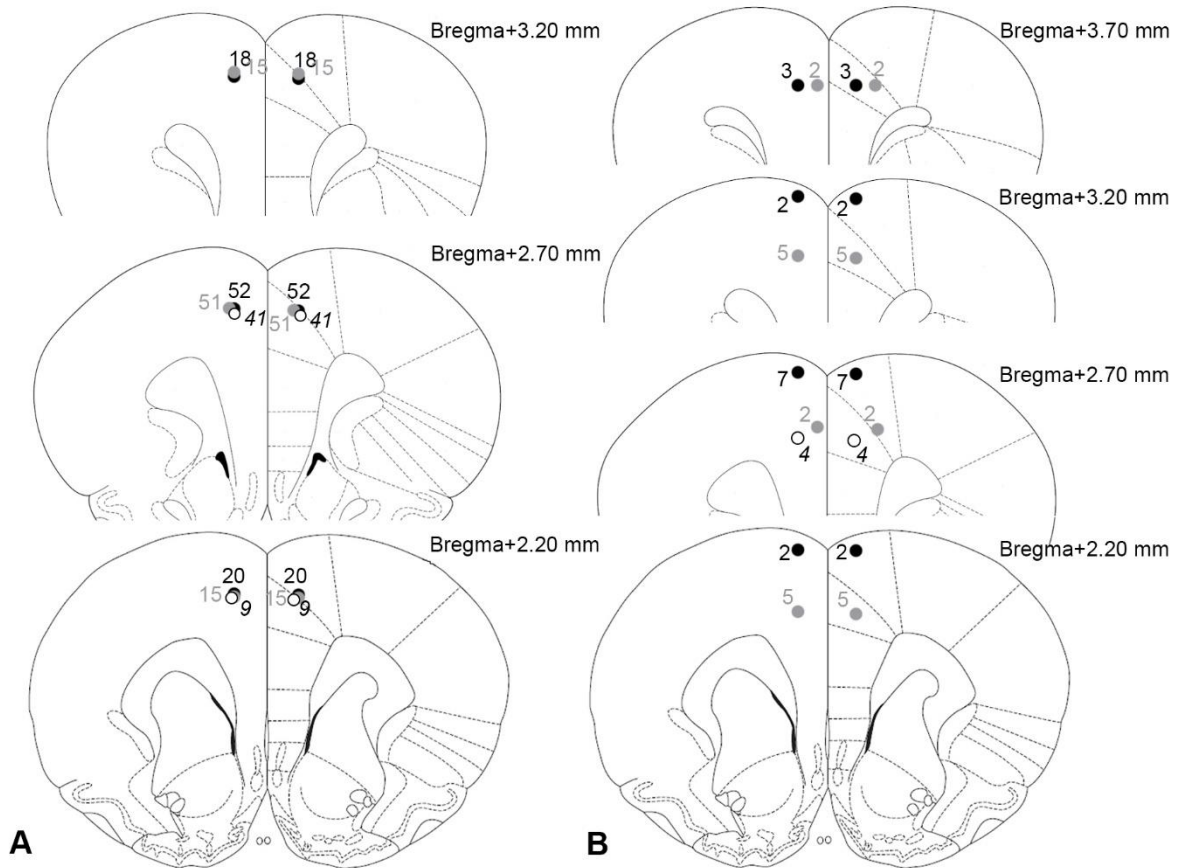 Bregma+3.20 mm
18 18
15 15
Bregma+2.70 mm
52 52
51 51
41 41
Bregma+2.20 mm
20 20
15 15
9 9
A
Bregma+3.70 mm
3 2 3 2
Bregma+3.20 mm
2 2
5 5
Bregma+2.70 mm
7 7
2 2
4 4
Bregma+2.20 mm
2 2
5 5
B